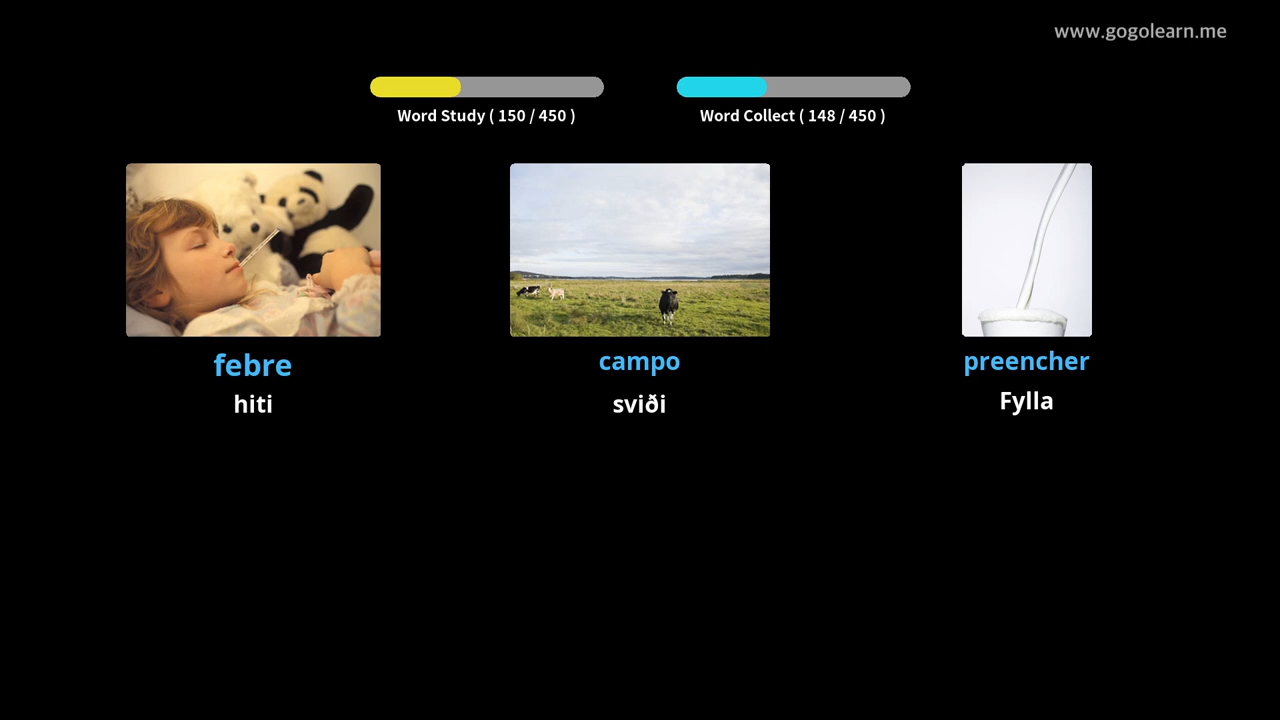 www.gogolearn.me
Word Study ( 150 / 450 )
Word Collect ( 148 / 450 )
febre
hiti
campo
sviði
preencher
Fylla